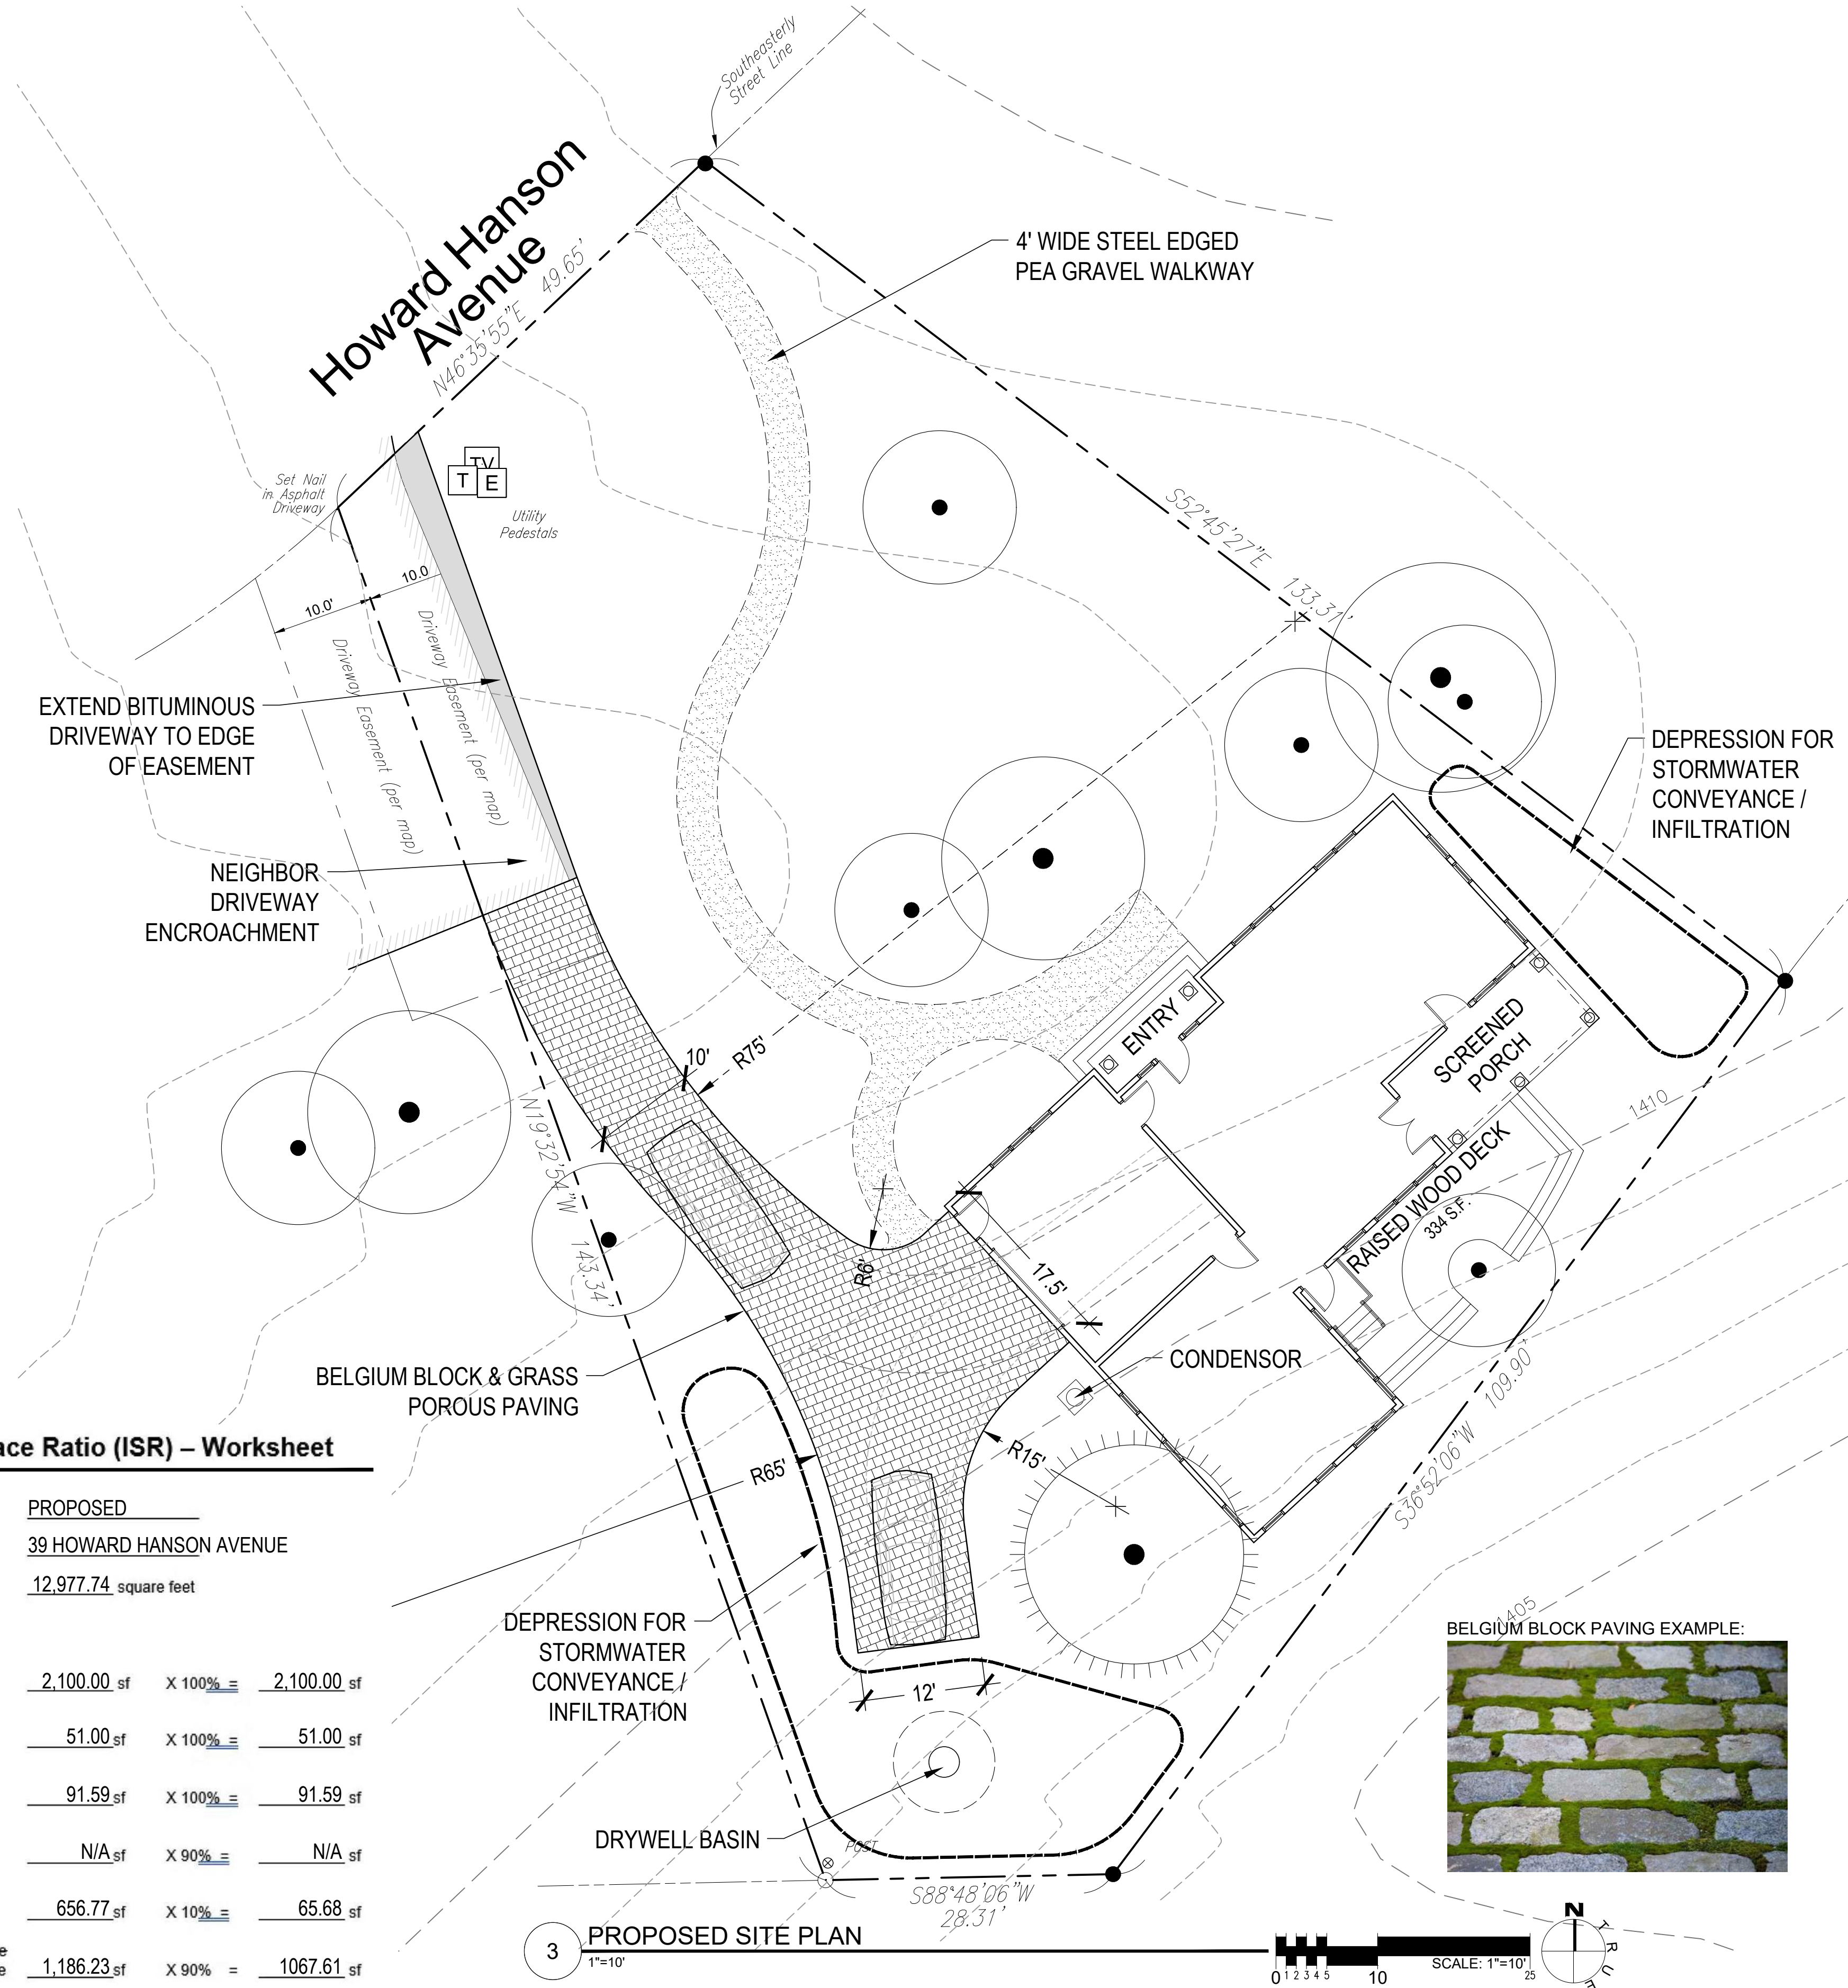 Southeasterly
Street Line
Howard Hanson
Avenue
N46°35'55"E 49.65'
4' WIDE STEEL EDGED
PEA GRAVEL WALKWAY
Set Nail
in Asphalt
Driveway
TV
T
E
Utility
Pedestals
10.0
10.0'
Driveway Easement (per map)
Driveway Easement (per map)
S52°45'27"E 133.31'
EXTEND BITUMINOUS
DRIVEWAY TO EDGE
OF EASEMENT
DEPRESSION FOR
STORMWATER
CONVEYANCE /
INFILTRATION
NEIGHBOR
DRIVEWAY
ENCROACHMENT
ENTRY
SCREENED
PORCH
10'
R75'
1410
N19°32'54"W 143.34'
RAISED WOOD DECK
334 S.F.
R6'
17.5'
BELGIUM BLOCK & GRASS
POROUS PAVING
CONDENSOR
S36°52'06"W 109.90'
R15'
R65'
ace Ratio (ISR) – Worksheet
PROPOSED
39 HOWARD HANSON AVENUE
12,977.74 square feet
2,100.00 sf X 100% = 2,100.00 sf
51.00 sf X 100% = 51.00 sf
91.59 sf X 100% = 91.59 sf
N/A sf X 90% = N/A sf
656.77 sf X 10% = 65.68 sf
e
e 1,186.23 sf X 90% = 1067.61 sf
DEPRESSION FOR
STORMWATER
CONVEYANCE /
INFILTRATION
12'
1405
BELGIUM BLOCK PAVING EXAMPLE:
DRYWELL BASIN
POST
S88°48'06"W
28.31'
3 PROPOSED SITE PLAN
1"=10'
SCALE: 1"=10'
0 1 2 3 4 5 10 25
N
TRUE